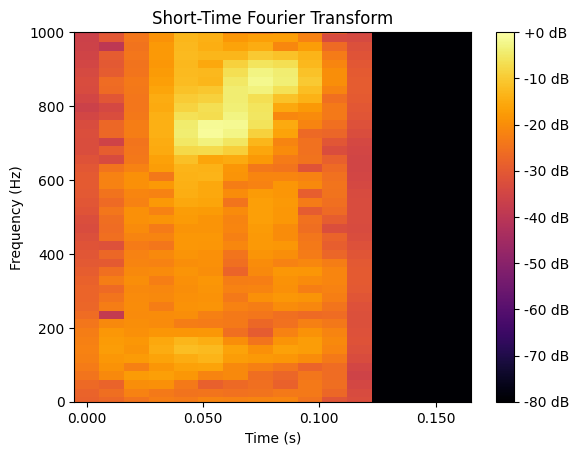 Short-Time Fourier Transform
1000
800
600
400
200
0
Frequency (Hz)
0.000
0.050
0.100
0.150
Time (s)
+0 dB
-10 dB
-20 dB
-30 dB
-40 dB
-50 dB
-60 dB
-70 dB
-80 dB